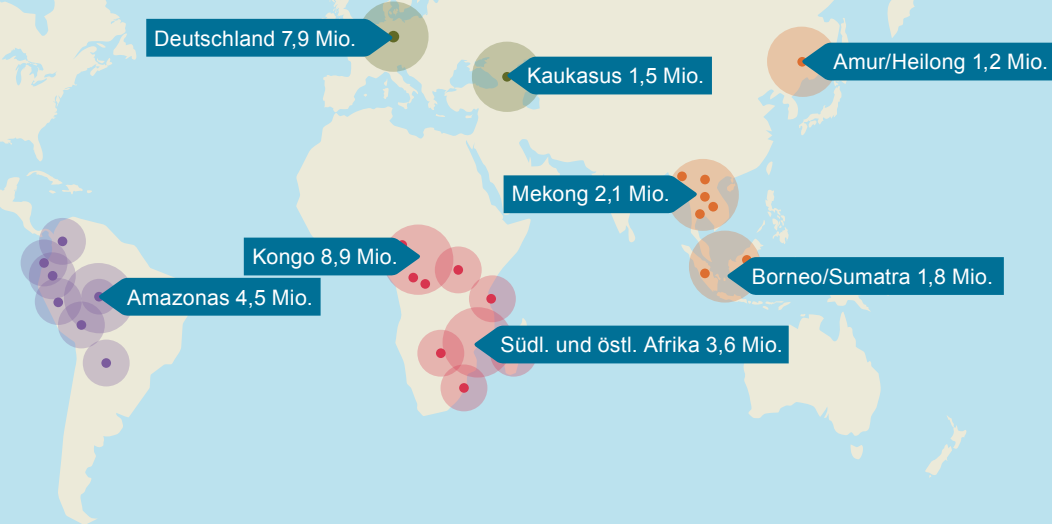 Deutschland 7,9 Mio.
Kaukasus 1,5 Mio.
Amur/Heilong 1,2 Mio.
Mekong 2,1 Mio.
Kongo 8,9 Mio.
Borneo/Sumatra 1,8 Mio.
Amazonas 4,5 Mio.
Südl. und östl. Afrika 3,6 Mio.